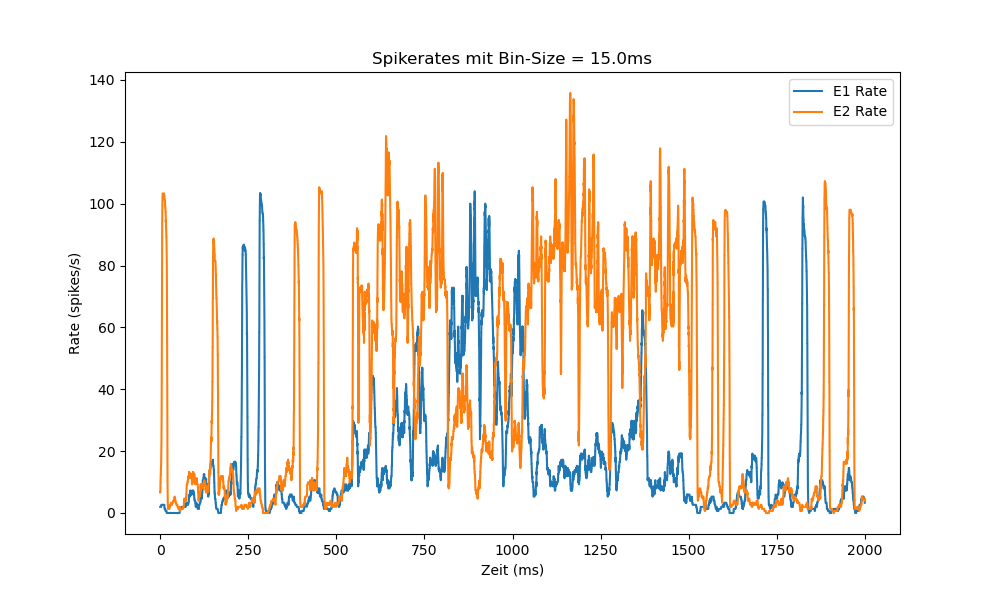 Spikerates mit Bin-Size = 15.0ms
E1 Rate
E2 Rate
Rate (spikes/s)
140
120
100
80
60
40
20
0
0 250 500 750 1000 1250 1500 1750 2000
Zeit (ms)